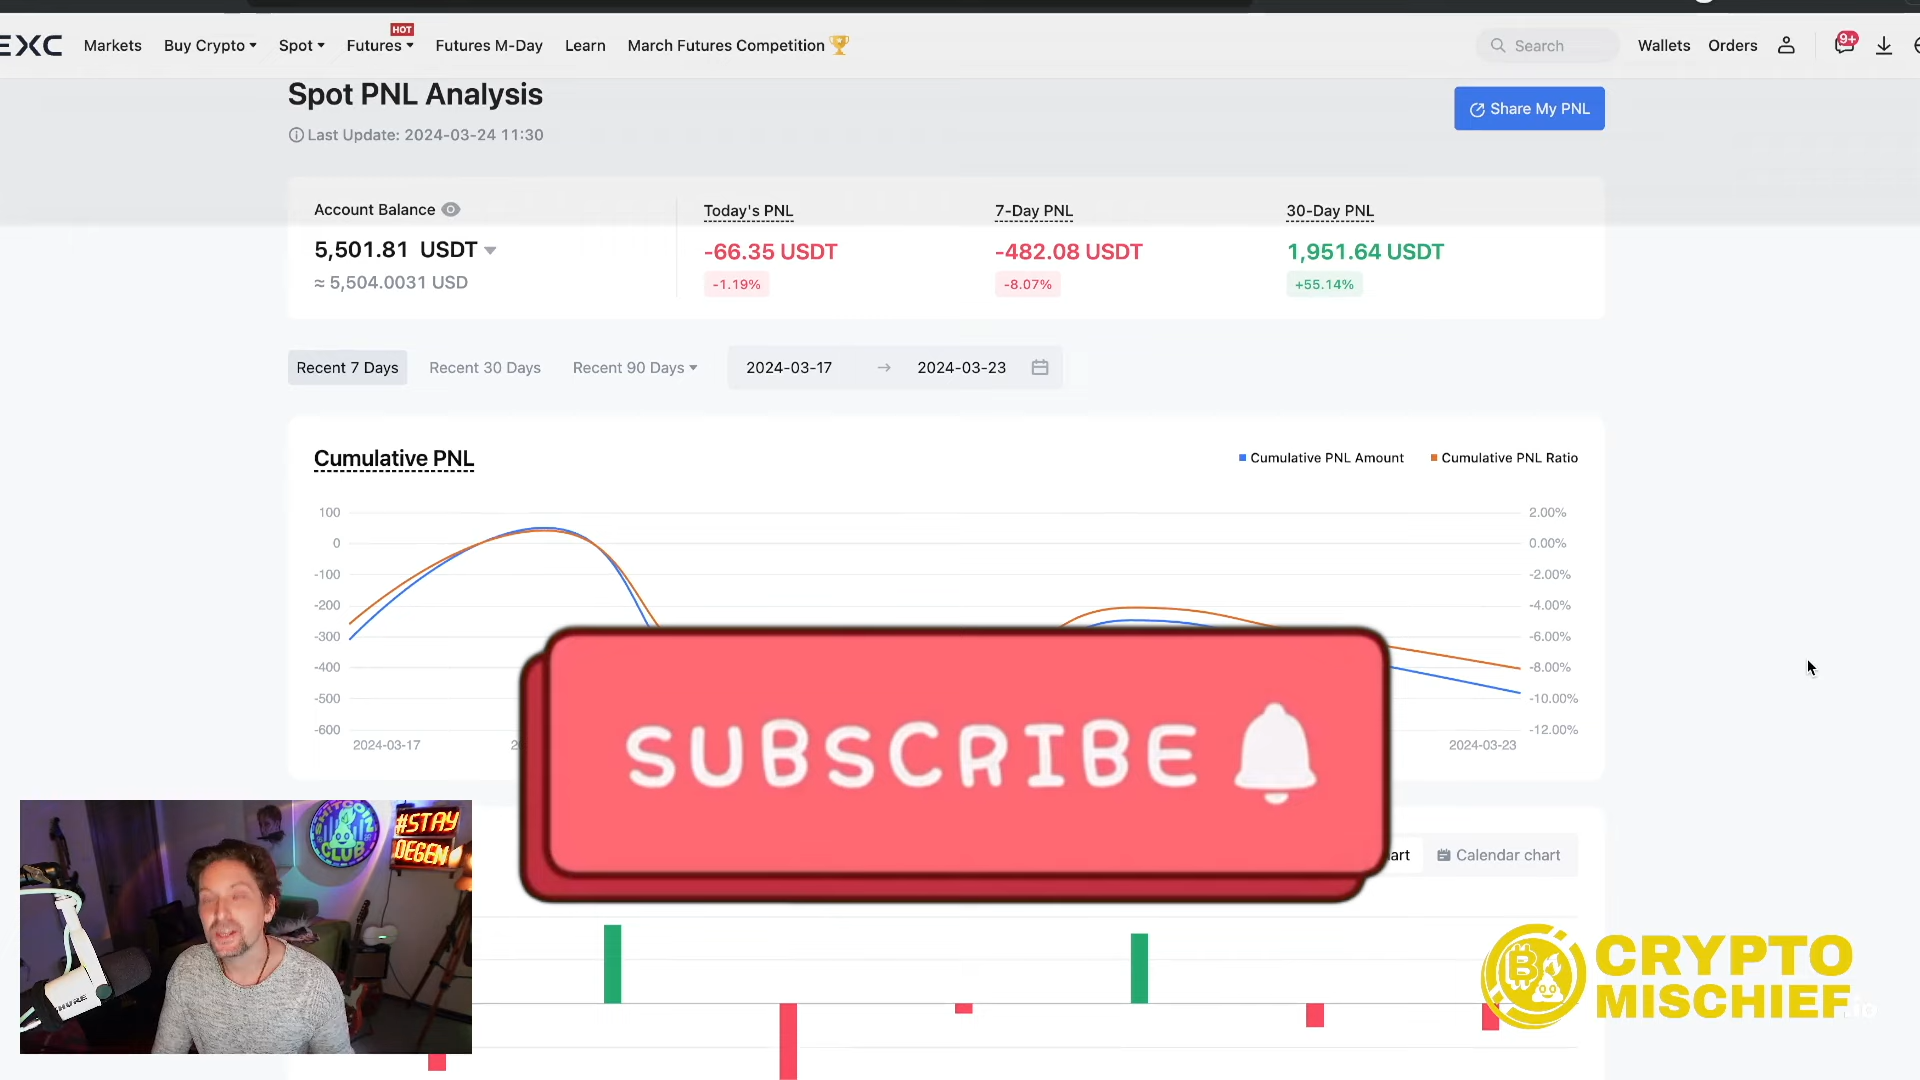 EXC Markets Buy Crypto Spot Futures HOT Futures M-Day Learn March Futures Competition Search Wallets Orders 9+
Spot PNL Analysis
Share My PNL
Last Update: 2024-03-24 11:30
Account Balance
Today's PNL
7-Day PNL
30-Day PNL
5,501.81 USDT
-66.35 USDT
-482.08 USDT
1,951.64 USDT
≈ 5,504.0031 USD
-1.19%
-8.07%
+55.14%
Recent 7 Days Recent 30 Days Recent 90 Days 2024-03-17 → 2024-03-23
Cumulative PNL
Cumulative PNL Amount
Cumulative PNL Ratio
100
2.00%
0
0.00%
-100
-2.00%
-200
-4.00%
-300
-6.00%
-400
-8.00%
-500
-10.00%
-600
-12.00%
2024-03-17
2024-03-23
SUBSCRIBE
art
Calendar chart
SHITCOIN
CLUB
#STAY
DEGEN
SHURE
CRYPTO
MISCHIEF